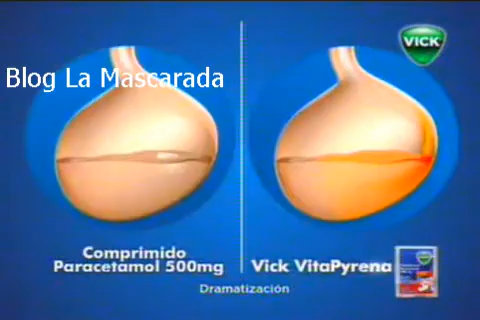 VICK
Blog La Mascarada
Comprimido
Paracetamol 500mg
Vick VitaPyrena
Dramatización